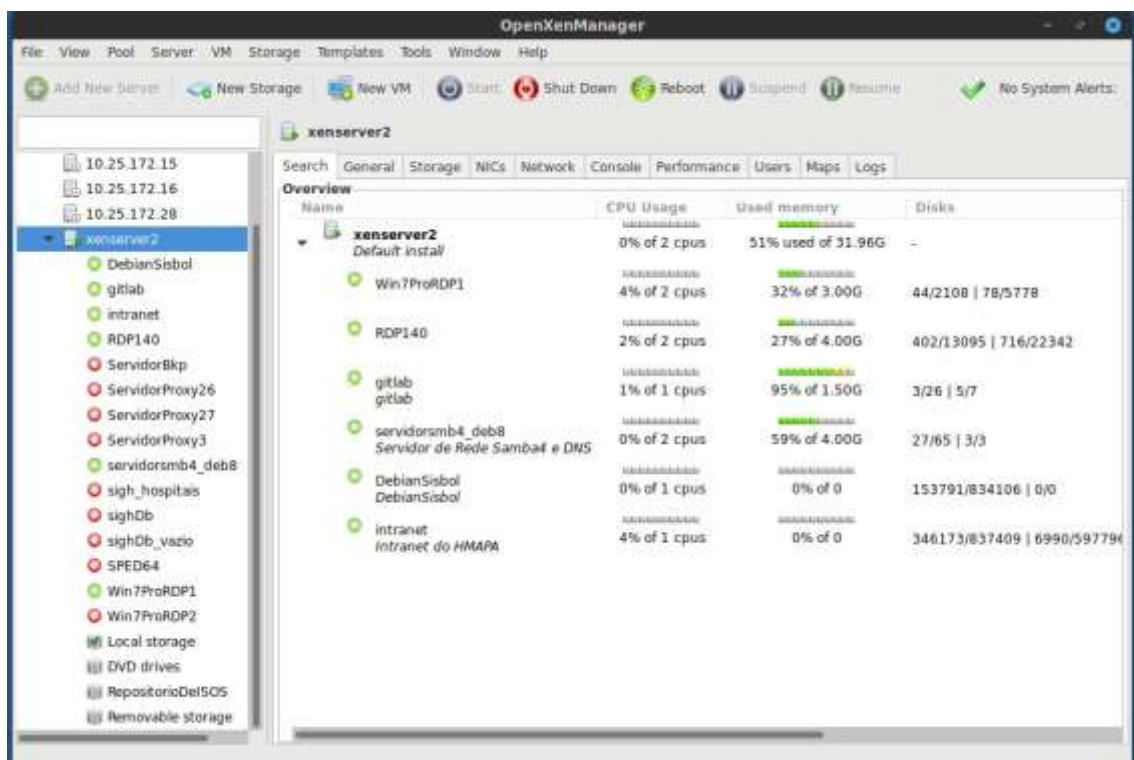 OpenXenManager
File View Pool Server VM Storage Templates Tools Window Help
Add New Server New Storage New VM Start Shut Down Reboot Suspend Resume No System Alerts:
10.25.172.15
10.25.172.16
10.25.172.28
xenserver2
DebianSisbol
gitlab
intranet
RDP140
ServidorBkp
ServidorProxy26
ServidorProxy27
ServidorProxy3
servidorsmb4_deb8
sigh_hospitais
sighDb
sighDb_vazio
SPED64
Win7ProRDP1
Win7ProRDP2
Local storage
DVD drives
RepositorioDeISOS
Removable storage
xenserver2
Search General Storage NICs Network Console Performance Users Maps Logs
Overview
Name CPU Usage Used memory Disks
xenserver2
Default install
0% of 2 cpus 51% used of 31.96G -
Win7ProRDP1
4% of 2 cpus 32% of 3.00G 44/2108 | 78/5778
RDP140
2% of 2 cpus 27% of 4.00G 402/13095 | 716/22342
gitlab
gitlab
1% of 1 cpus 95% of 1.50G 3/26 | 5/7
servidorsmb4_deb8
Servidor de Rede Samba4 e DNS
0% of 2 cpus 59% of 4.00G 27/65 | 3/3
DebianSisbol
DebianSisbol
0% of 1 cpus 0% of 0 153791/834106 | 0/0
intranet
Intranet do HMAPA
4% of 1 cpus 0% of 0 346173/837409 | 6990/597796